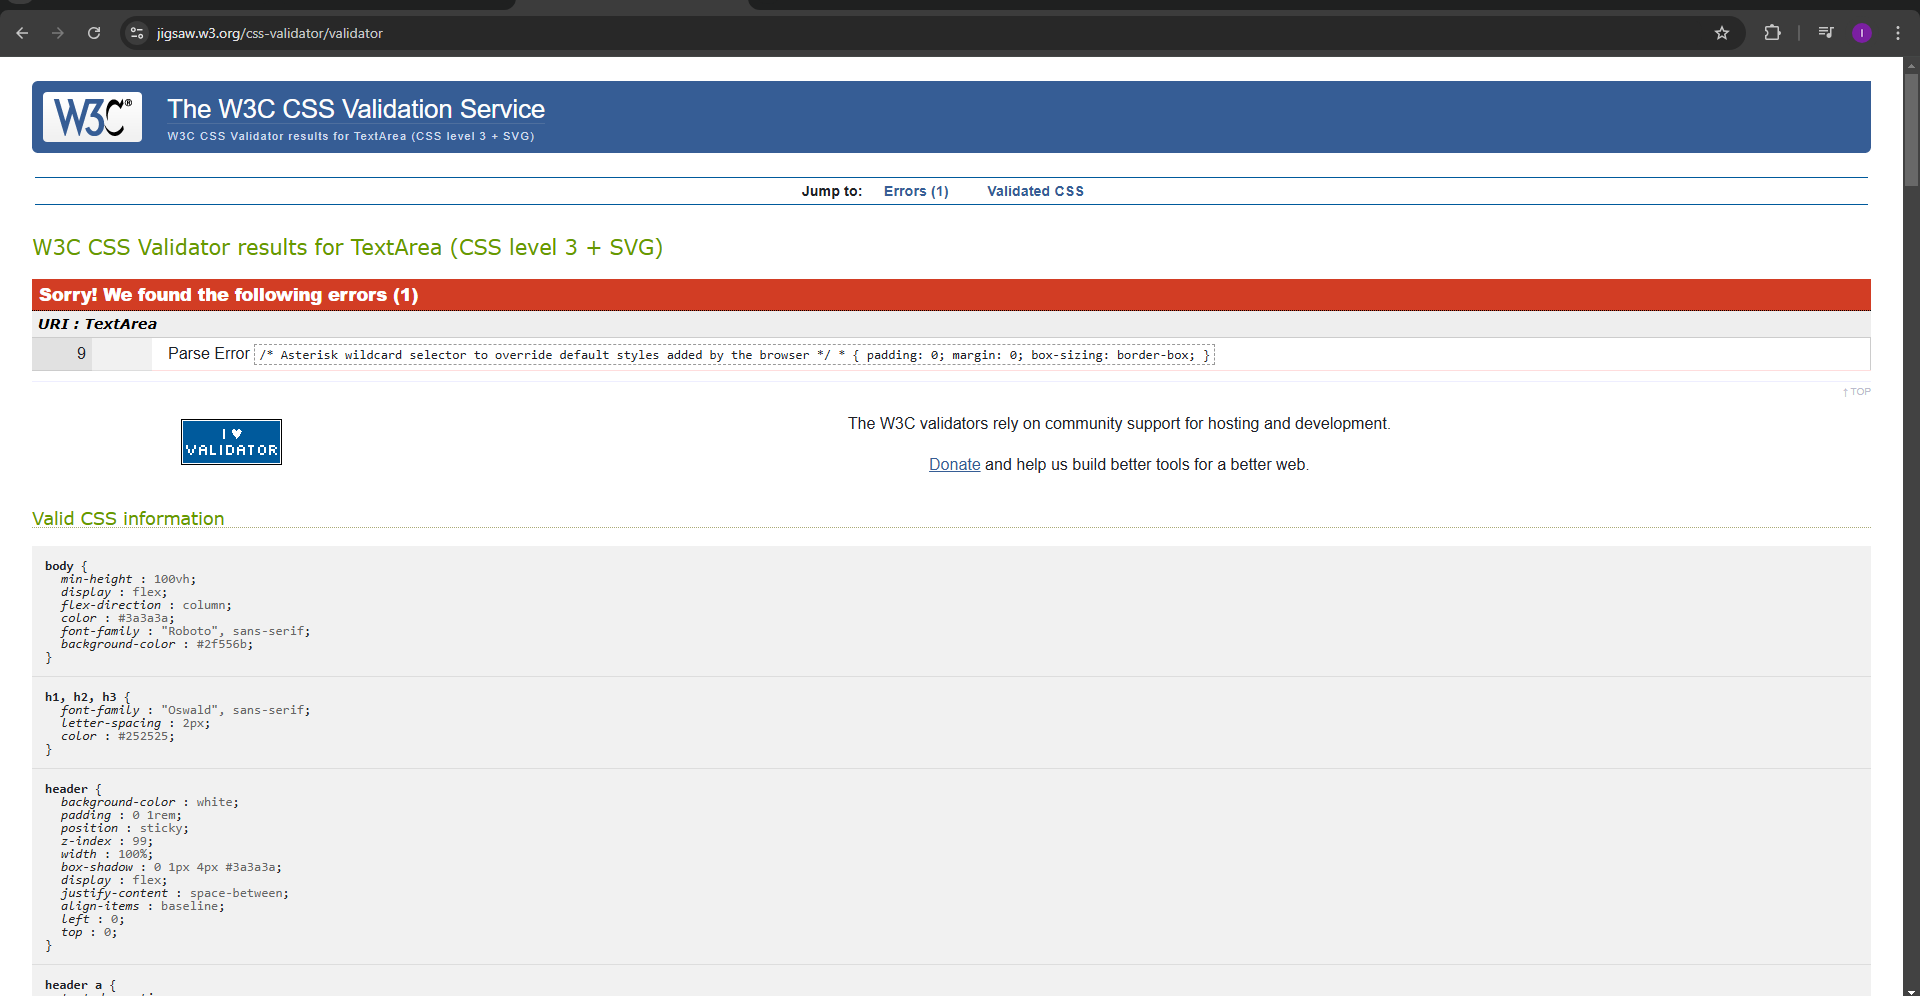 jigsaw.w3.org/css-validator/validator
I
W3C®
The W3C CSS Validation Service
W3C CSS Validator results for TextArea (CSS level 3 + SVG)
Jump to: Errors (1) Validated CSS
W3C CSS Validator results for TextArea (CSS level 3 + SVG)
Sorry! We found the following errors (1)
URI : TextArea
9 Parse Error /* Asterisk wildcard selector to override default styles added by the browser */ * { padding: 0; margin: 0; box-sizing: border-box; }
↑ TOP
I ♥
VALIDATOR
The W3C validators rely on community support for hosting and development.
Donate and help us build better tools for a better web.
Valid CSS information
body {
min-height : 100vh;
display : flex;
flex-direction : column;
color : #3a3a3a;
font-family : "Roboto", sans-serif;
background-color : #2f556b;
}
h1, h2, h3 {
font-family : "Oswald", sans-serif;
letter-spacing : 2px;
color : #252525;
}
header {
background-color : white;
padding : 0 1rem;
position : sticky;
z-index : 99;
width : 100%;
box-shadow : 0 1px 4px #3a3a3a;
display : flex;
justify-content : space-between;
align-items : baseline;
left : 0;
top : 0;
}
header a {